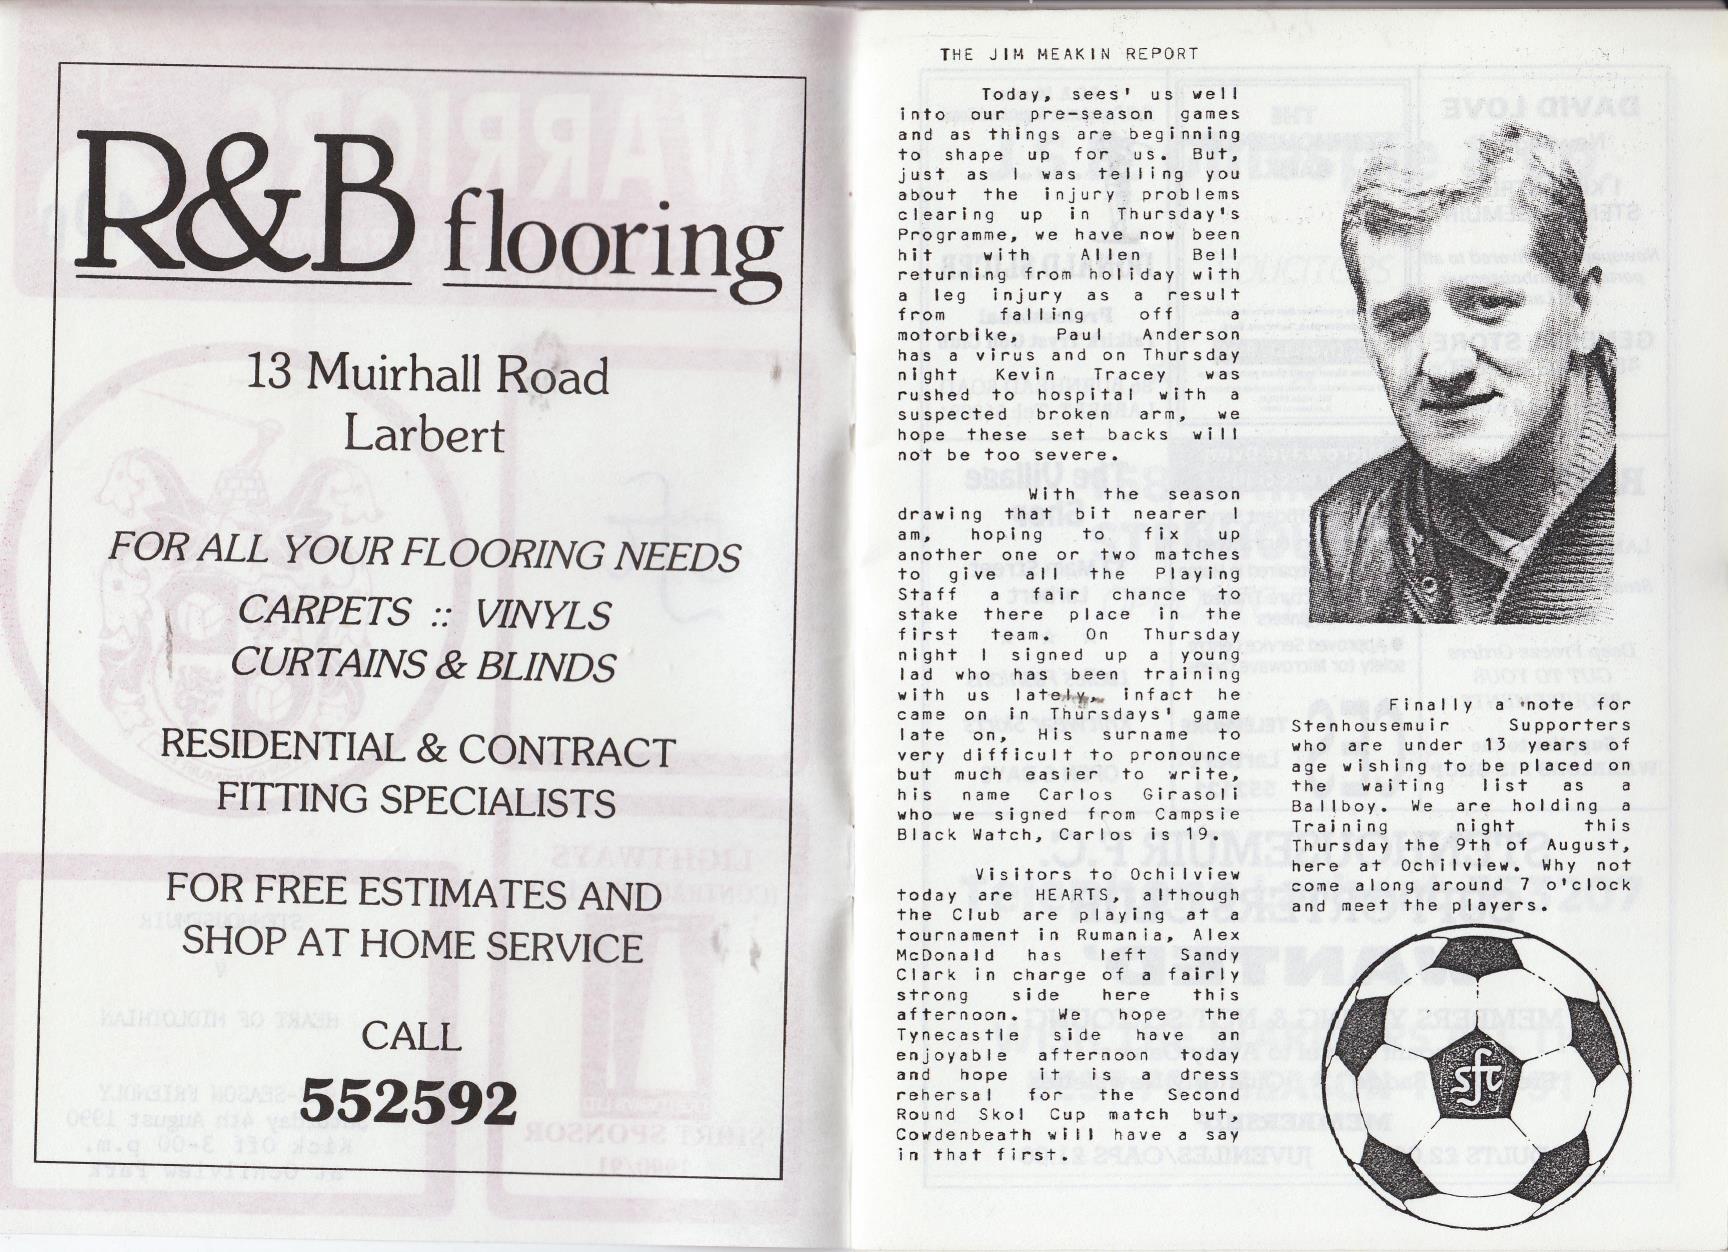 R&B flooring
13 Muirhall Road
Larbert
FOR ALL YOUR FLOORING NEEDS
CARPETS :: VINYLS
CURTAINS & BLINDS
RESIDENTIAL & CONTRACT
FITTING SPECIALISTS
FOR FREE ESTIMATES AND
SHOP AT HOME SERVICE
CALL
552592
THE JIM MEAKIN REPORT
Today, sees' us well
into our pre-season games
and as things are beginning
to shape up for us. But,
just as I was telling you
about the injury problems
clearing up in Thursday's
Programme, we have now been
hit with Allen Bell
returning from holiday with
a leg injury as a result
from falling off a
motorbike, Paul Anderson
has a virus and on Thursday
night Kevin Tracey was
rushed to hospital with a
suspected broken arm, we
hope these set backs will
not be too severe.
With the season
drawing that bit nearer I
am, hoping to fix up
another one or two matches
to give all the Playing
Staff a fair chance to
stake there place in the
first team. On Thursday
night I signed up a young
lad who has been training
with us lately, infact he
came on in Thursdays' game
late on, His surname to
very difficult to pronounce
but much easier to write,
his name Carlos Girasoli
who we signed from Campsie
Black Watch, Carlos is 19.
Visitors to Ochilview
today are HEARTS, although
the Club are playing at a
tournament in Rumania, Alex
McDonald has left Sandy
Clark in charge of a fairly
strong side here this
afternoon. We hope the
Tynecastle side have an
enjoyable afternoon today
and hope it is a dress
rehersal for the Second
Round Skol Cup match but,
Cowdenbeath will have a say
in that first.
Finally a 'note for
Stenhousemuir Supporters
who are under 13 years of
age wishing to be placed on
the waiting list as a
Ballboy. We are holding a
Training night this
Thursday the 9th of August,
here at Ochilview. Why not
come along around 7 o'clock
and meet the players.
sfc